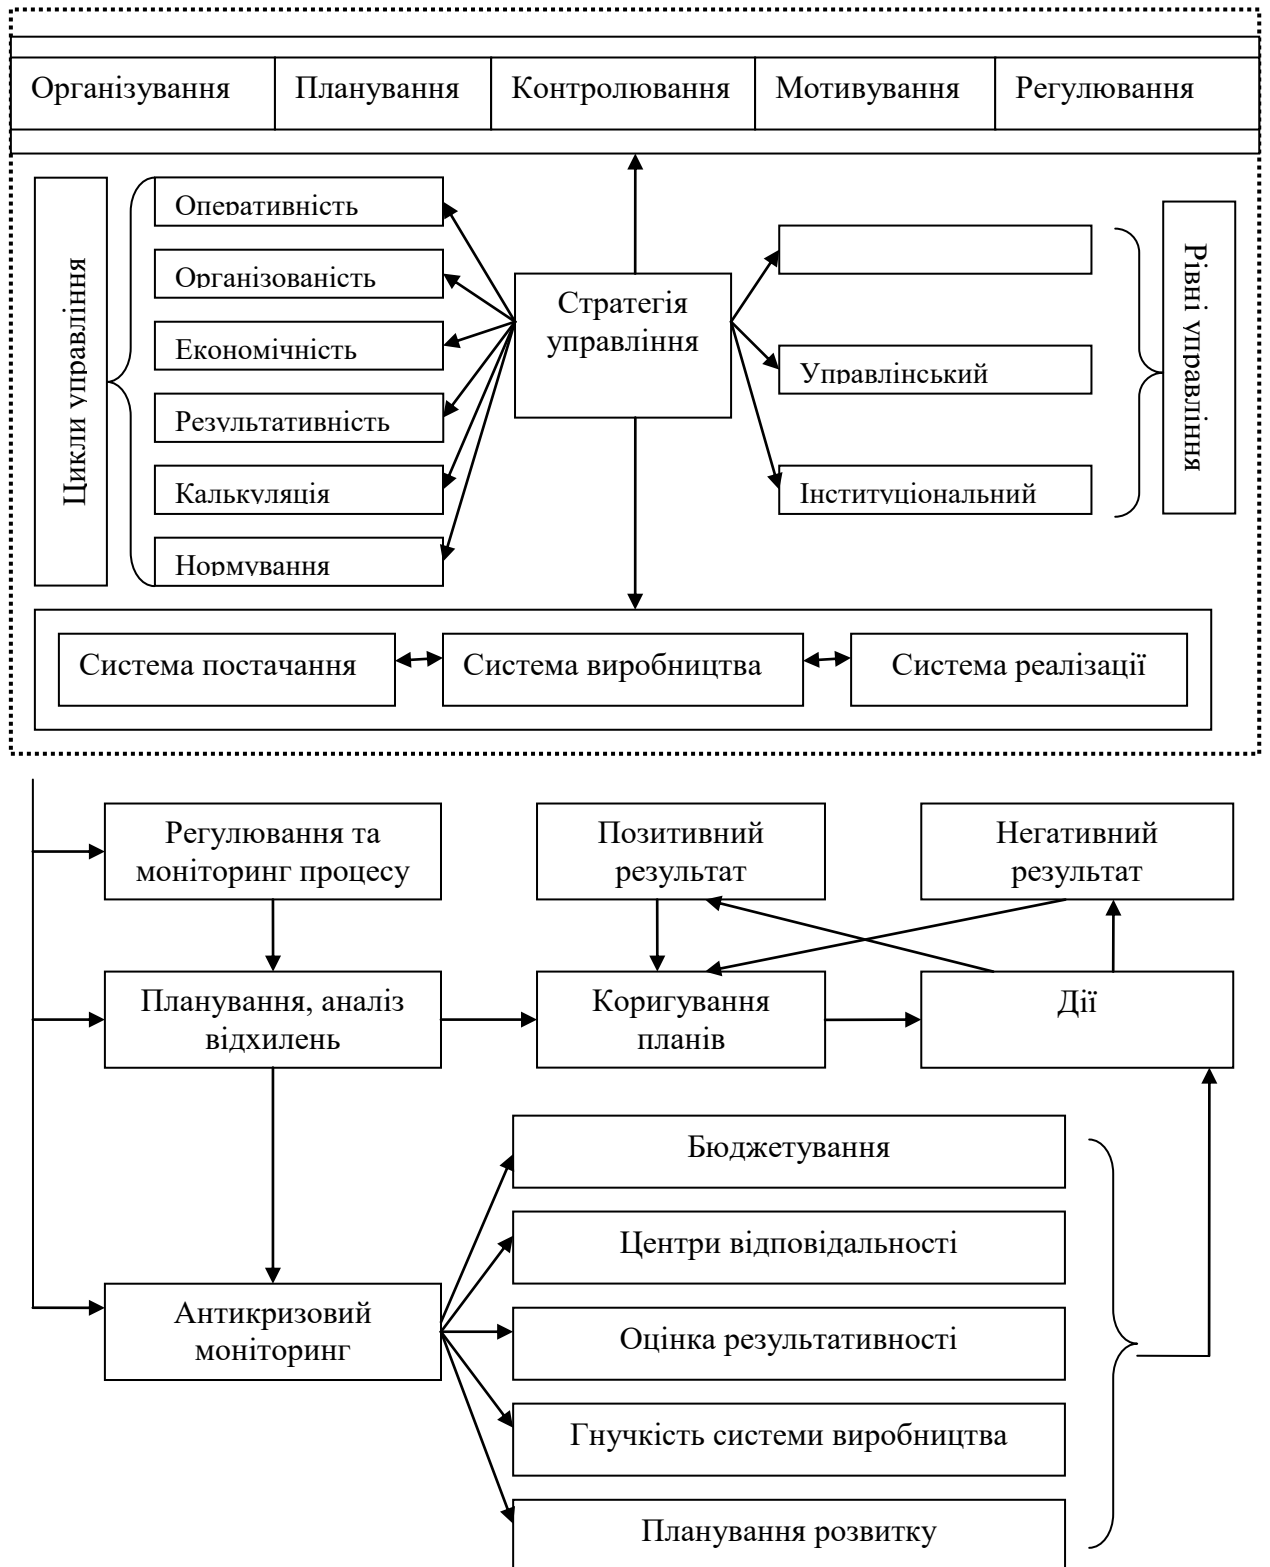 Організування Планування Контролювання Мотивування Регулювання
Цикли управління
Оперативність
Організованість
Економічність
Результативність
Калькуляція
Нормування
Стратегія
управління
Управлінський
Інституціональний
Рівні управління
Система постачання
Система виробництва
Система реалізації
Регулювання та
моніторинг процесу
Позитивний
результат
Негативний
результат
Планування, аналіз
відхилень
Коригування
планів
Дії
Антикризовий
моніторинг
Бюджетування
Центри відповідальності
Оцінка результативності
Гнучкість системи виробництва
Планування розвитку